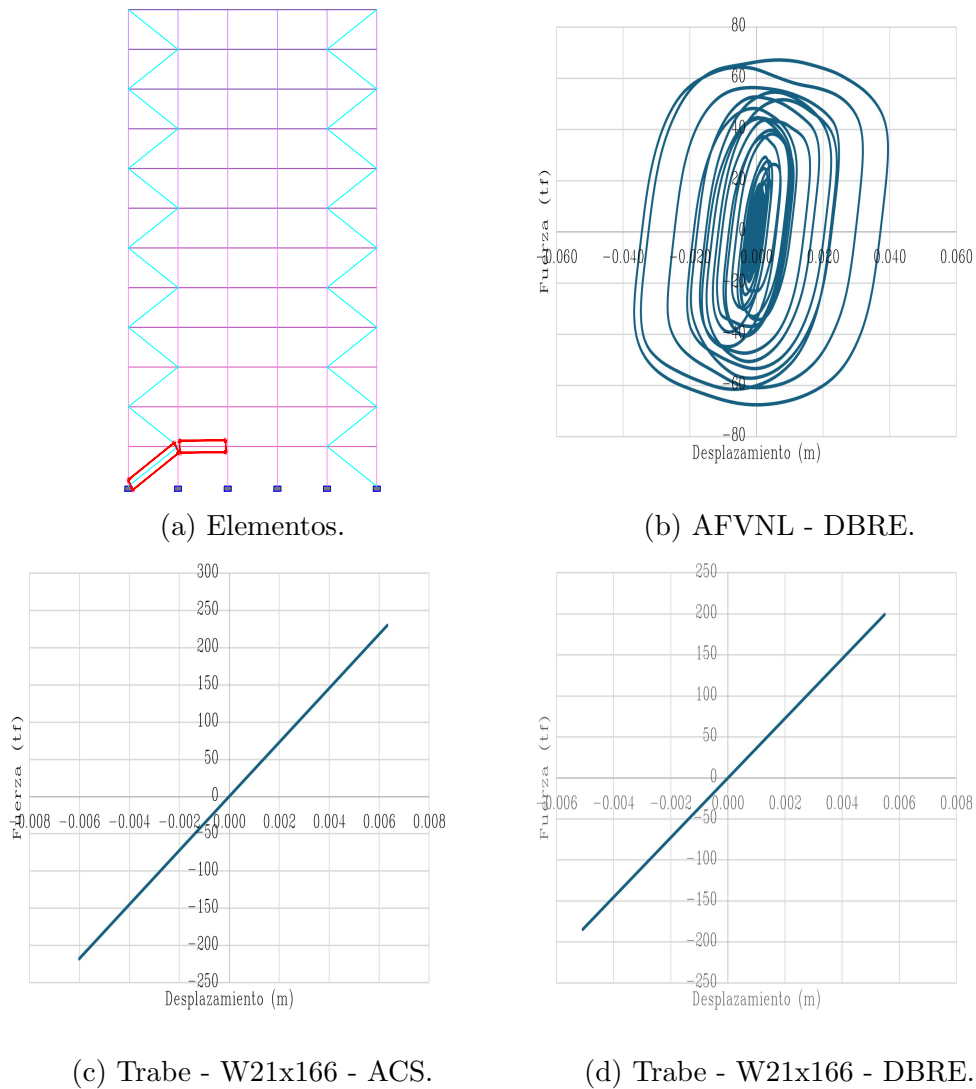 80
60
40
20
0
-0.060 -0.040 -0.020 0.000 0.020 0.040 0.060
-20
-40
-60
-80
Fuerza (tf)
Desplazamiento (m)
(a) Elementos.
(b) AFVNL - DBRE.
300
250
200
150
100
50
0
-0.008 -0.006 -0.004 -0.002 0.000 0.002 0.004 0.006 0.008
-50
-100
-150
-200
-250
Fuerza (tf)
Desplazamiento (m)
250
200
150
100
50
0
-0.006 -0.004 -0.002 0.000 0.002 0.004 0.006 0.008
-50
-100
-150
-200
-250
Fuerza (tf)
Desplazamiento (m)
(c) Trabe - W21x166 - ACS.
(d) Trabe - W21x166 - DBRE.